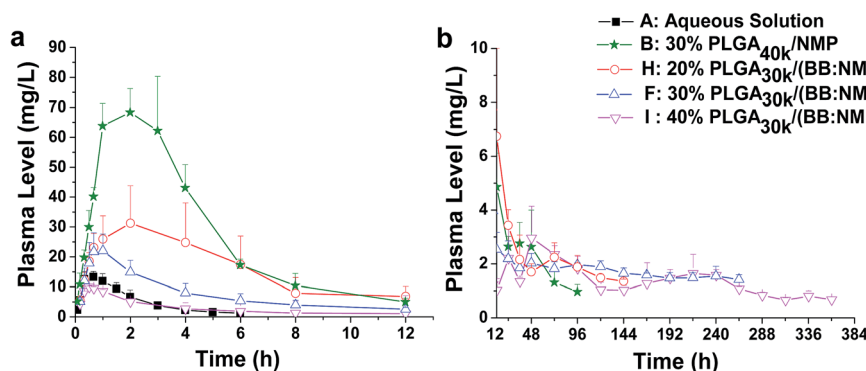 a
Plasma Level (mg/L)
90
80
70
60
50
40
30
20
10
0
0 2 4 6 8 10 12
Time (h)
A: Aqueous Solution
B: 30% PLGA40k/NMP
H: 20% PLGA30k/(BB:NM
F: 30% PLGA30k/(BB:NM
I : 40% PLGA30k/(BB:NM
b
Plasma Level (mg/L)
10
8
6
4
2
0
12 48 96 144 192 240 288 336 384
Time (h)